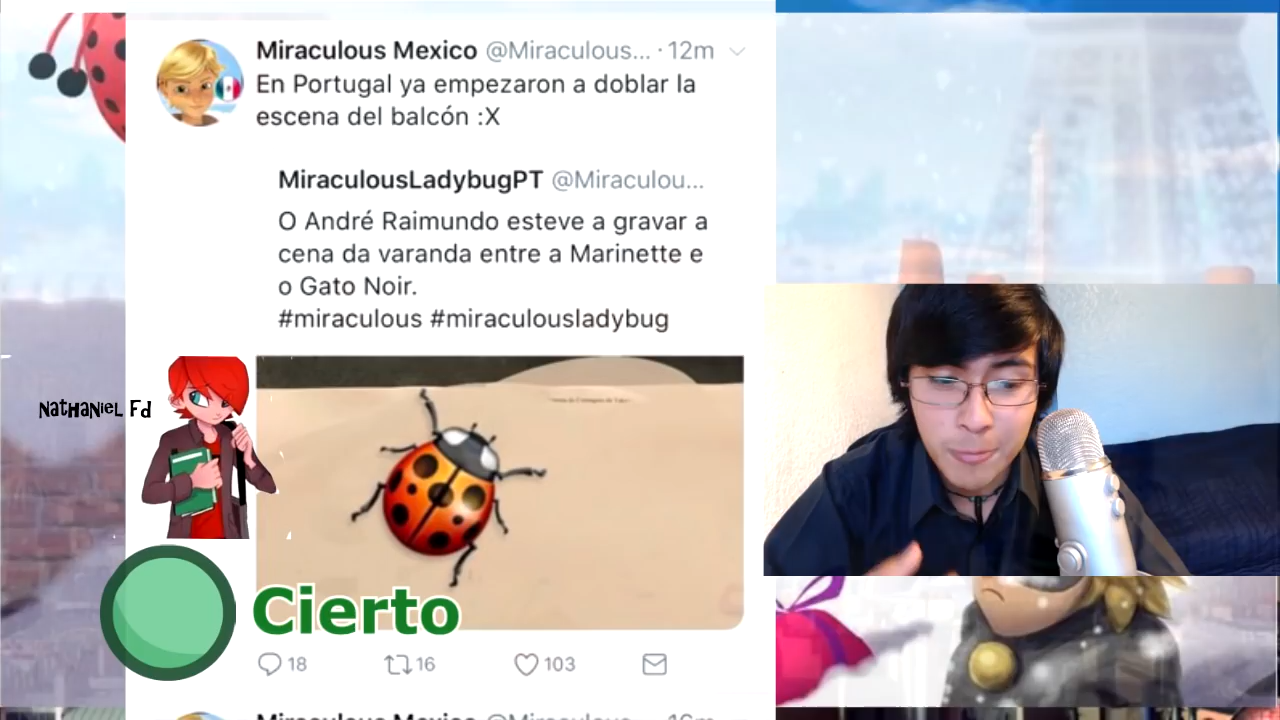 Miraculous Mexico @Miraculous... · 12m
En Portugal ya empezaron a doblar la
escena del balcón :X
MiraculousLadybugPT @Miraculou...
O André Raimundo esteve a gravar a
cena da varanda entre a Marinette e
o Gato Noir.
#miraculous #miraculousladybug
NATHANIEL Fd
Cierto
18 16 103
Miraculous Mexico @Miraculous...